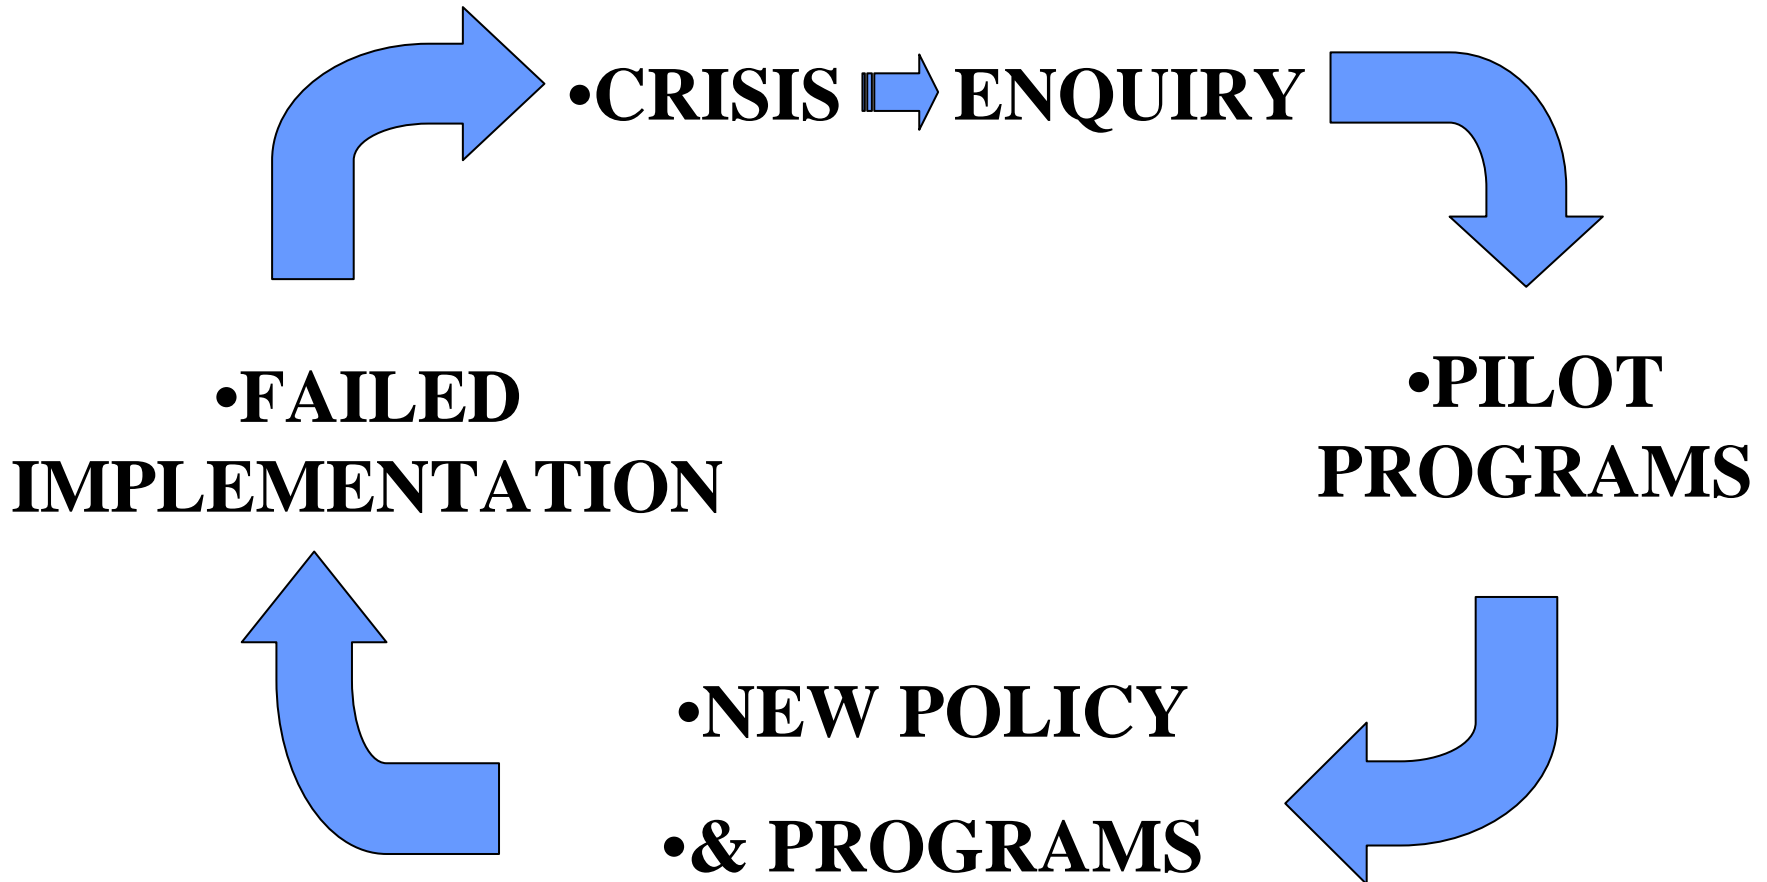 •CRISIS ENQUIRY
•PILOT
PROGRAMS
•NEW POLICY
•& PROGRAMS
•FAILED
IMPLEMENTATION